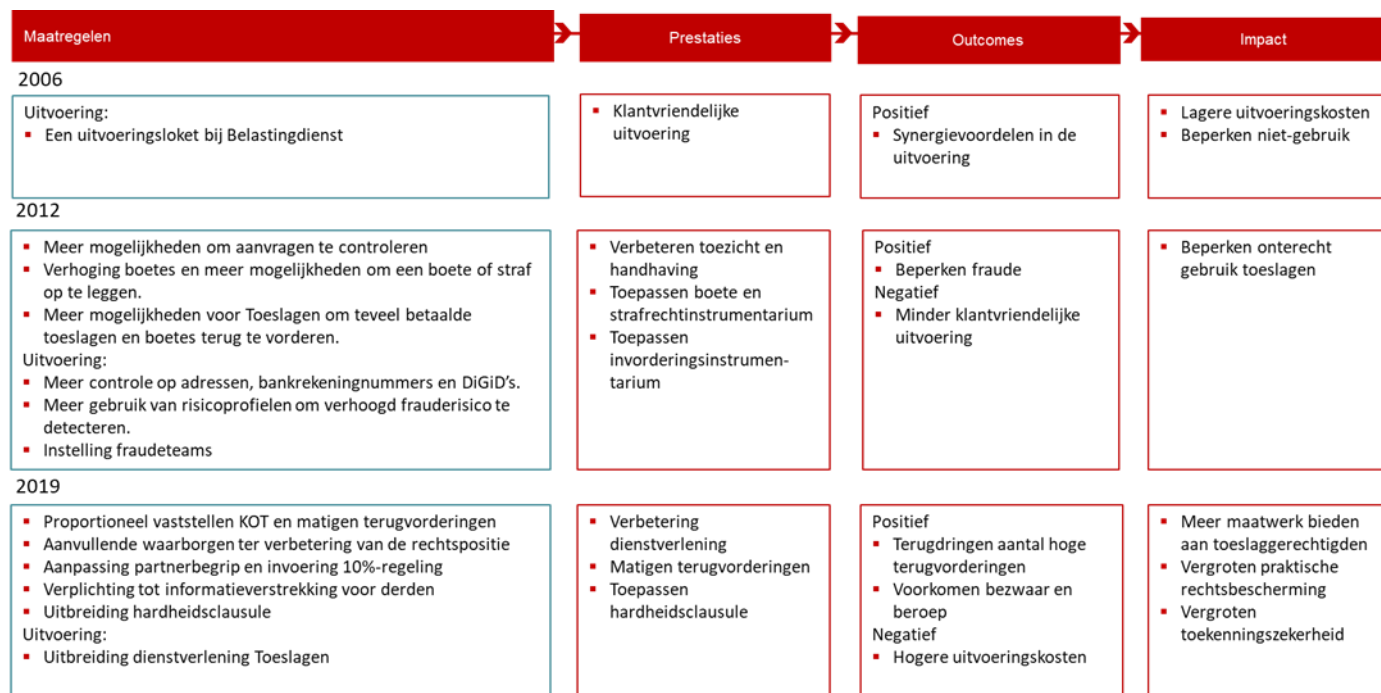 Maatregelen
Prestaties
Outcomes
Impact
2006
Uitvoering:
▪ Een uitvoeringsloket bij Belastingdienst
▪ Klantvriendelijke
uitvoering
Positief
▪ Synergievoordelen in de
uitvoering
▪ Lagere uitvoeringskosten
▪ Beperken niet-gebruik
2012
▪ Meer mogelijkheden om aanvragen te controleren
▪ Verhoging boetes en meer mogelijkheden om een boete of straf
op te leggen.
▪ Meer mogelijkheden voor Toeslagen om teveel betaalde
toeslagen en boetes terug te vorderen.
Uitvoering:
▪ Meer controle op adressen, bankrekeningnummers en DiGiD’s.
▪ Meer gebruik van risicoprofielen om verhoogd frauderisico te
detecteren.
▪ Instelling fraudeteams
▪ Verbeteren toezicht en
handhaving
▪ Toepassen boete en
strafrechtinstrumentarium
▪ Toepassen
invorderingsinstrumen-
tarium
Positief
▪ Beperken fraude
Negatief
▪ Minder klantvriendelijke
uitvoering
▪ Beperken onterecht
gebruik toeslagen
2019
▪ Proportioneel vaststellen KOT en matigen terugvorderingen
▪ Aanvullende waarborgen ter verbetering van de rechtspositie
▪ Aanpassing partnerbegrip en invoering 10%-regeling
▪ Verplichting tot informatieverstrekking voor derden
▪ Uitbreiding hardheidsclausule
Uitvoering:
▪ Uitbreiding dienstverlening Toeslagen
▪ Verbetering
dienstverlening
▪ Matigen terugvorderingen
▪ Toepassen
hardheidsclausule
Positief
▪ Terugdringen aantal hoge
terugvorderingen
▪ Voorkomen bezwaar en
beroep
Negatief
▪ Hogere uitvoeringskosten
▪ Meer maatwerk bieden
aan toeslaggerechtigden
▪ Vergroten praktische
rechtsbescherming
▪ Vergroten
toekenningszekerheid